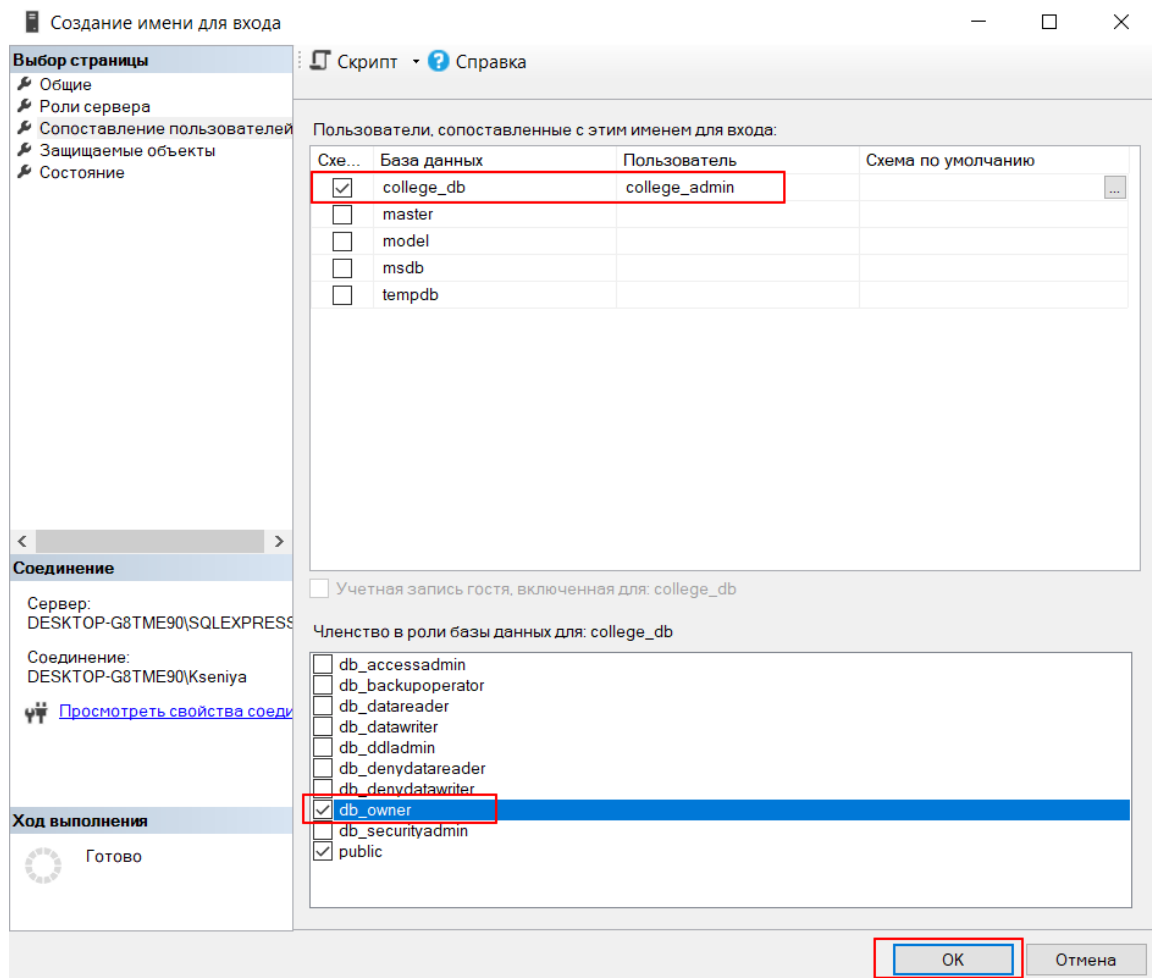 Создание имени для входа
Выбор страницы
Общие
Роли сервера
Сопоставление пользователей
Защищаемые объекты
Состояние
Скрипт
Справка
Пользователи, сопоставленные с этим именем для входа:
Схе... База данных Пользователь Схема по умолчанию
college_db college_admin ...
master
model
msdb
tempdb
Учетная запись гостя, включенная для: college_db
Членство в роли базы данных для: college_db
db_accessadmin
db_backupoperator
db_datareader
db_datawriter
db_ddladmin
db_denydatareader
db_denydatawriter
db_owner
db_securityadmin
public
Соединение
Сервер:
DESKTOP-G8TME90\SQLEXPRESS
Соединение:
DESKTOP-G8TME90\Kseniya
Просмотреть свойства соеди
Ход выполнения
Готово
OK Отмена